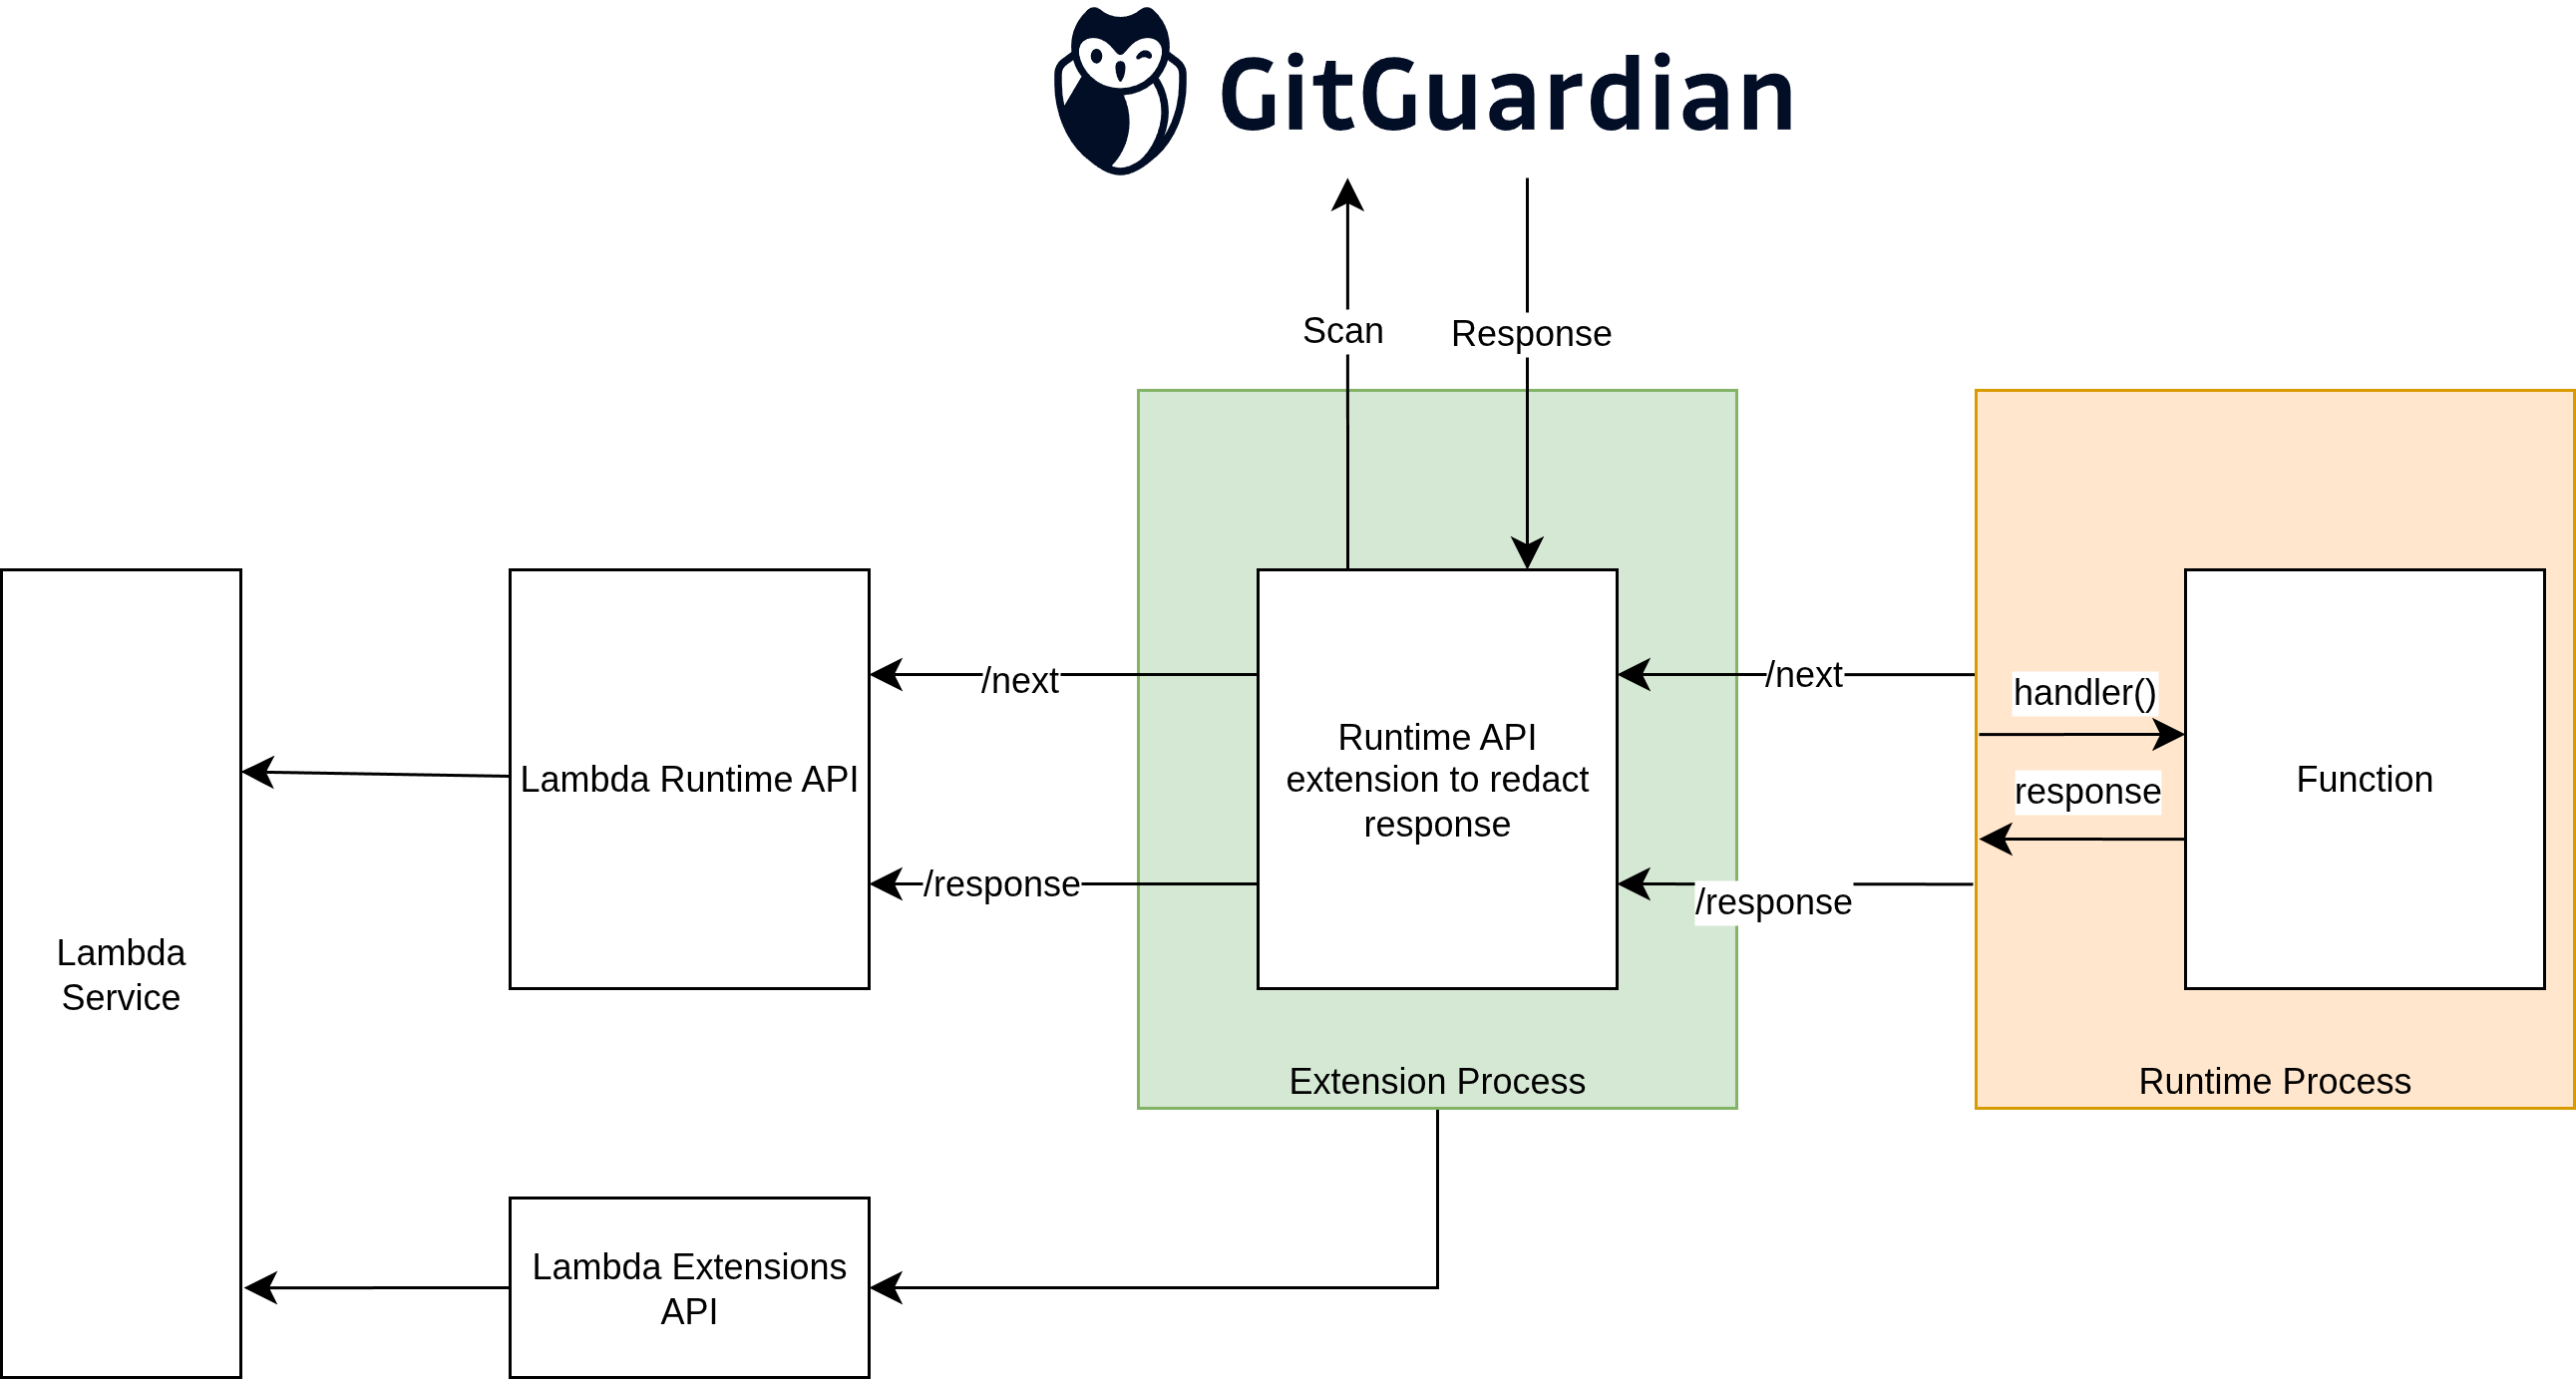 GitGuardian
Scan
Response
/next
/next
handler()
Runtime API
extension to redact
response
Lambda Runtime API
Function
response
/response
/response
Lambda
Service
Extension Process
Runtime Process
Lambda Extensions
API